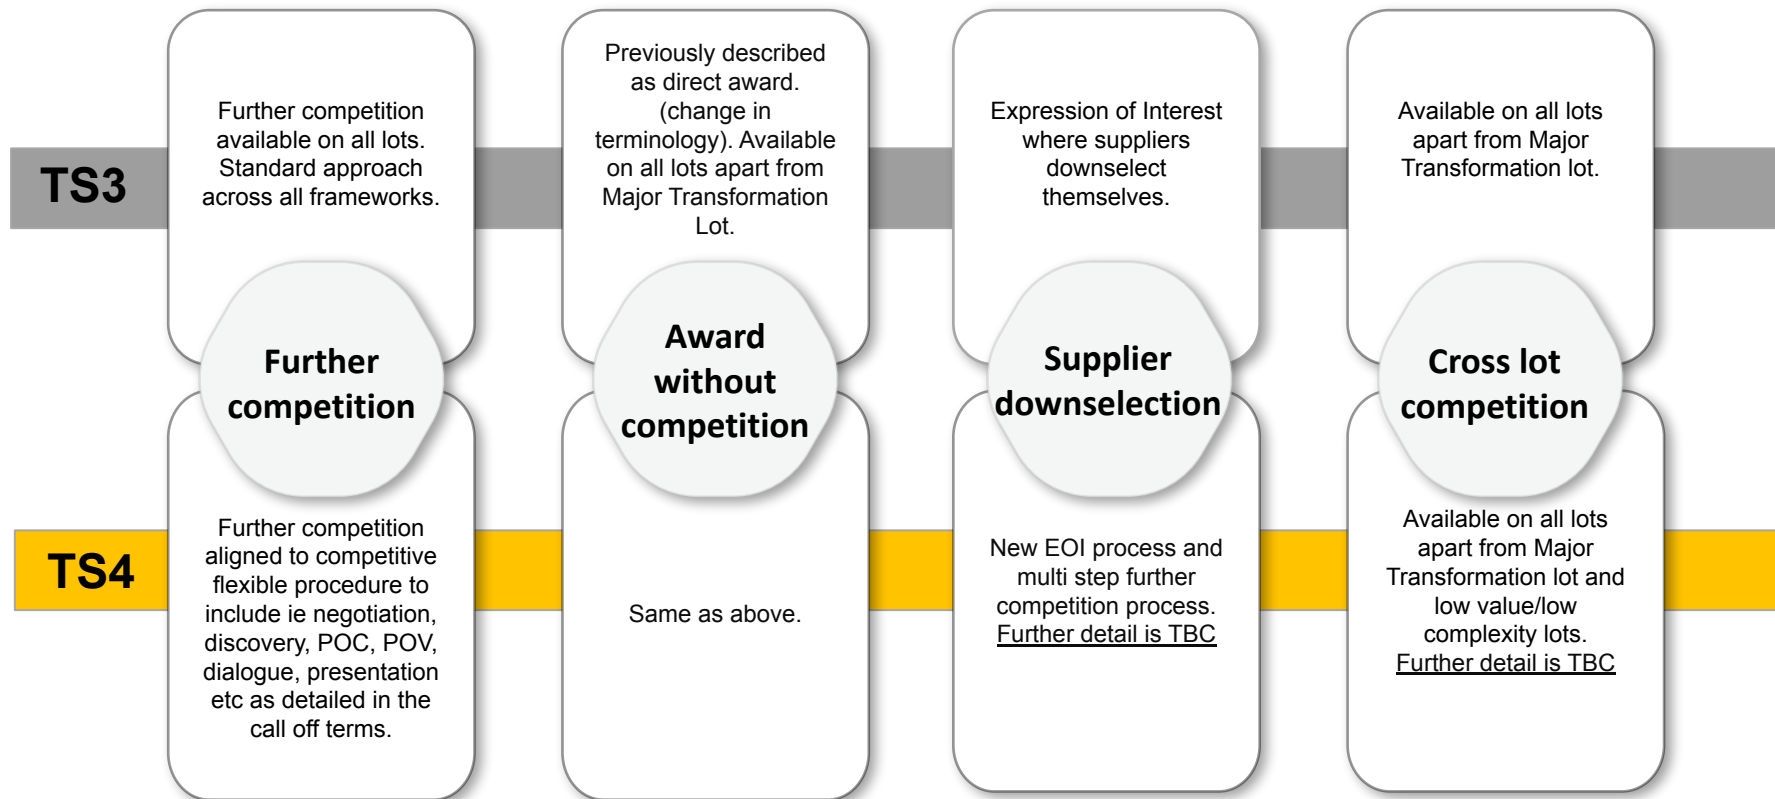 TS3
Further competition
available on all lots.
Standard approach
across all frameworks.
Previously described
as direct award.
(change in
terminology). Available
on all lots apart from
Major Transformation
Lot.
Expression of Interest
where suppliers
downselect
themselves.
Available on all lots
apart from Major
Transformation lot.
Further
competition
Award
without
competition
Supplier
downselection
Cross lot
competition
TS4
Further competition
aligned to competitive
flexible procedure to
include ie negotiation,
discovery, POC, POV,
dialogue, presentation
etc as detailed in the
call off terms.
Same as above.
New EOI process and
multi step further
competition process.
Further detail is TBC
Available on all lots
apart from Major
Transformation lot and
low value/low
complexity lots.
Further detail is TBC